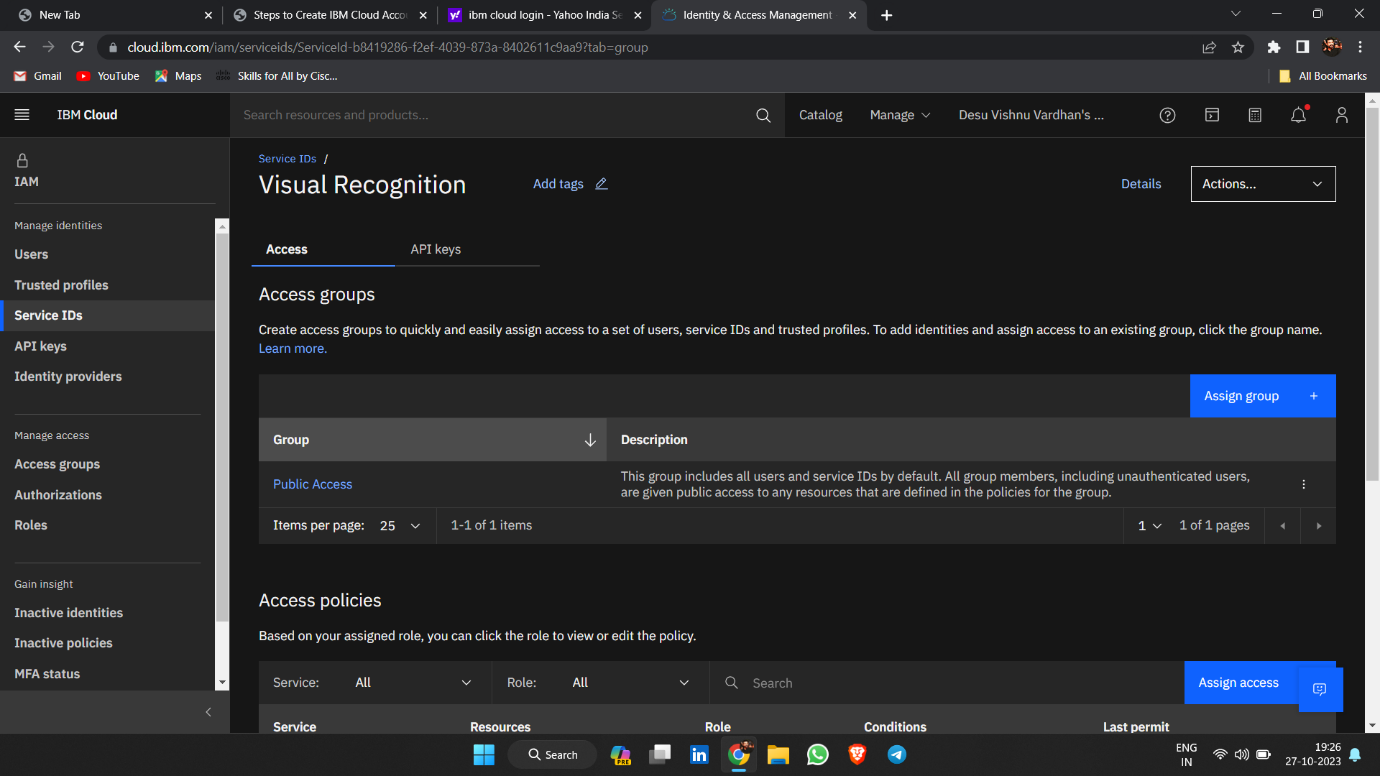 New Tab
Steps to Create IBM Cloud Accou
ibm cloud login - Yahoo India Se
Identity & Access Management -
cloud.ibm.com/iam/serviceids/ServiceId-b8419286-f2ef-4039-873a-8402611c9aa9?tab=group
Gmail
YouTube
Maps
Skills for All by Cisc...
All Bookmarks
IBM Cloud
Search resources and products...
Catalog
Manage
Desu Vishnu Vardhan's ...
IAM
Manage identities
Users
Trusted profiles
Service IDs
API keys
Identity providers
Manage access
Access groups
Authorizations
Roles
Gain insight
Inactive identities
Inactive policies
MFA status
Service IDs /
Visual Recognition
Add tags
Details
Actions...
Access
API keys
Access groups
Create access groups to quickly and easily assign access to a set of users, service IDs and trusted profiles. To add identities and assign access to an existing group, click the group name.
Learn more.
Assign group +
Group
Description
Public Access
This group includes all users and service IDs by default. All group members, including unauthenticated users,
are given public access to any resources that are defined in the policies for the group.
Items per page: 25
1-1 of 1 items
1
1 of 1 pages
Access policies
Based on your assigned role, you can click the role to view or edit the policy.
Service: All
Role: All
Search
Assign access
Service
Resources
Role
Conditions
Last permit
Search
PRE
ENG
IN
19:26
27-10-2023